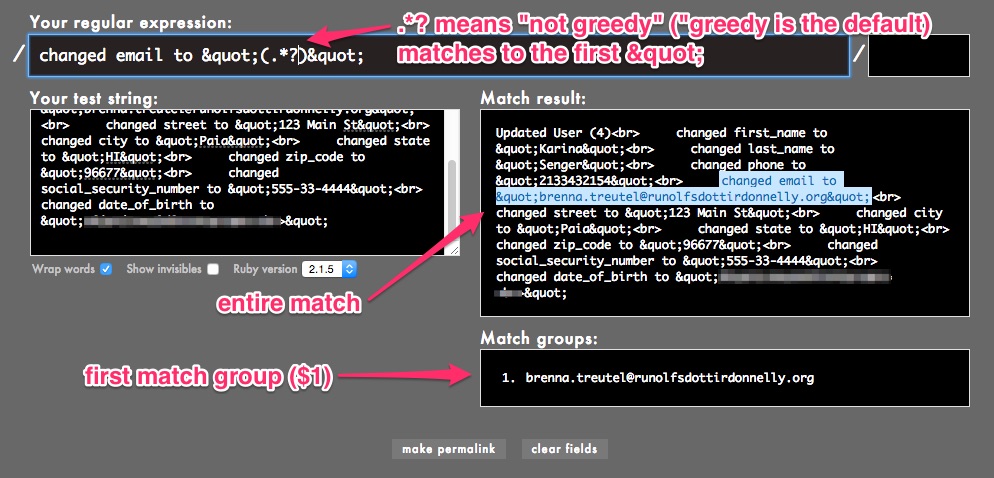 Your regular expression:
.*? means "not greedy" ("greedy is the default)
matches to the first &quot;
/ changed email to &quot;(.*?)&quot; /
Your test string:
&quot;brenna.treutel@runolfsdottirdonnelly.org&quot;
<br> changed street to &quot;123 Main St&quot;<br>
changed city to &quot;Paia&quot;<br> changed state
to &quot;HI&quot;<br> changed zip_code to
&quot;96677&quot;<br> changed
social_security_number to &quot;555-33-4444&quot;<br>
changed date_of_birth to
&quot; >&quot;
Wrap words Show invisibles Ruby version 2.1.5
Match result:
Updated User (4)<br> changed first_name to
&quot;Karina&quot;<br> changed last_name to
&quot;Senger&quot;<br> changed phone to
&quot;2133432154&quot;<br> changed email to
&quot;brenna.treutel@runolfsdottirdonnelly.org&quot;<br>
changed street to &quot;123 Main St&quot;<br> changed city
to &quot;Paia&quot;<br> changed state to &quot;HI&quot;<br>
changed zip_code to &quot;96677&quot;<br> changed
social_security_number to &quot;555-33-4444&quot;<br>
changed date_of_birth to &quot;
>&quot;
entire match
Match groups:
first match group ($1)
1. brenna.treutel@runolfsdottirdonnelly.org
make permalink clear fields